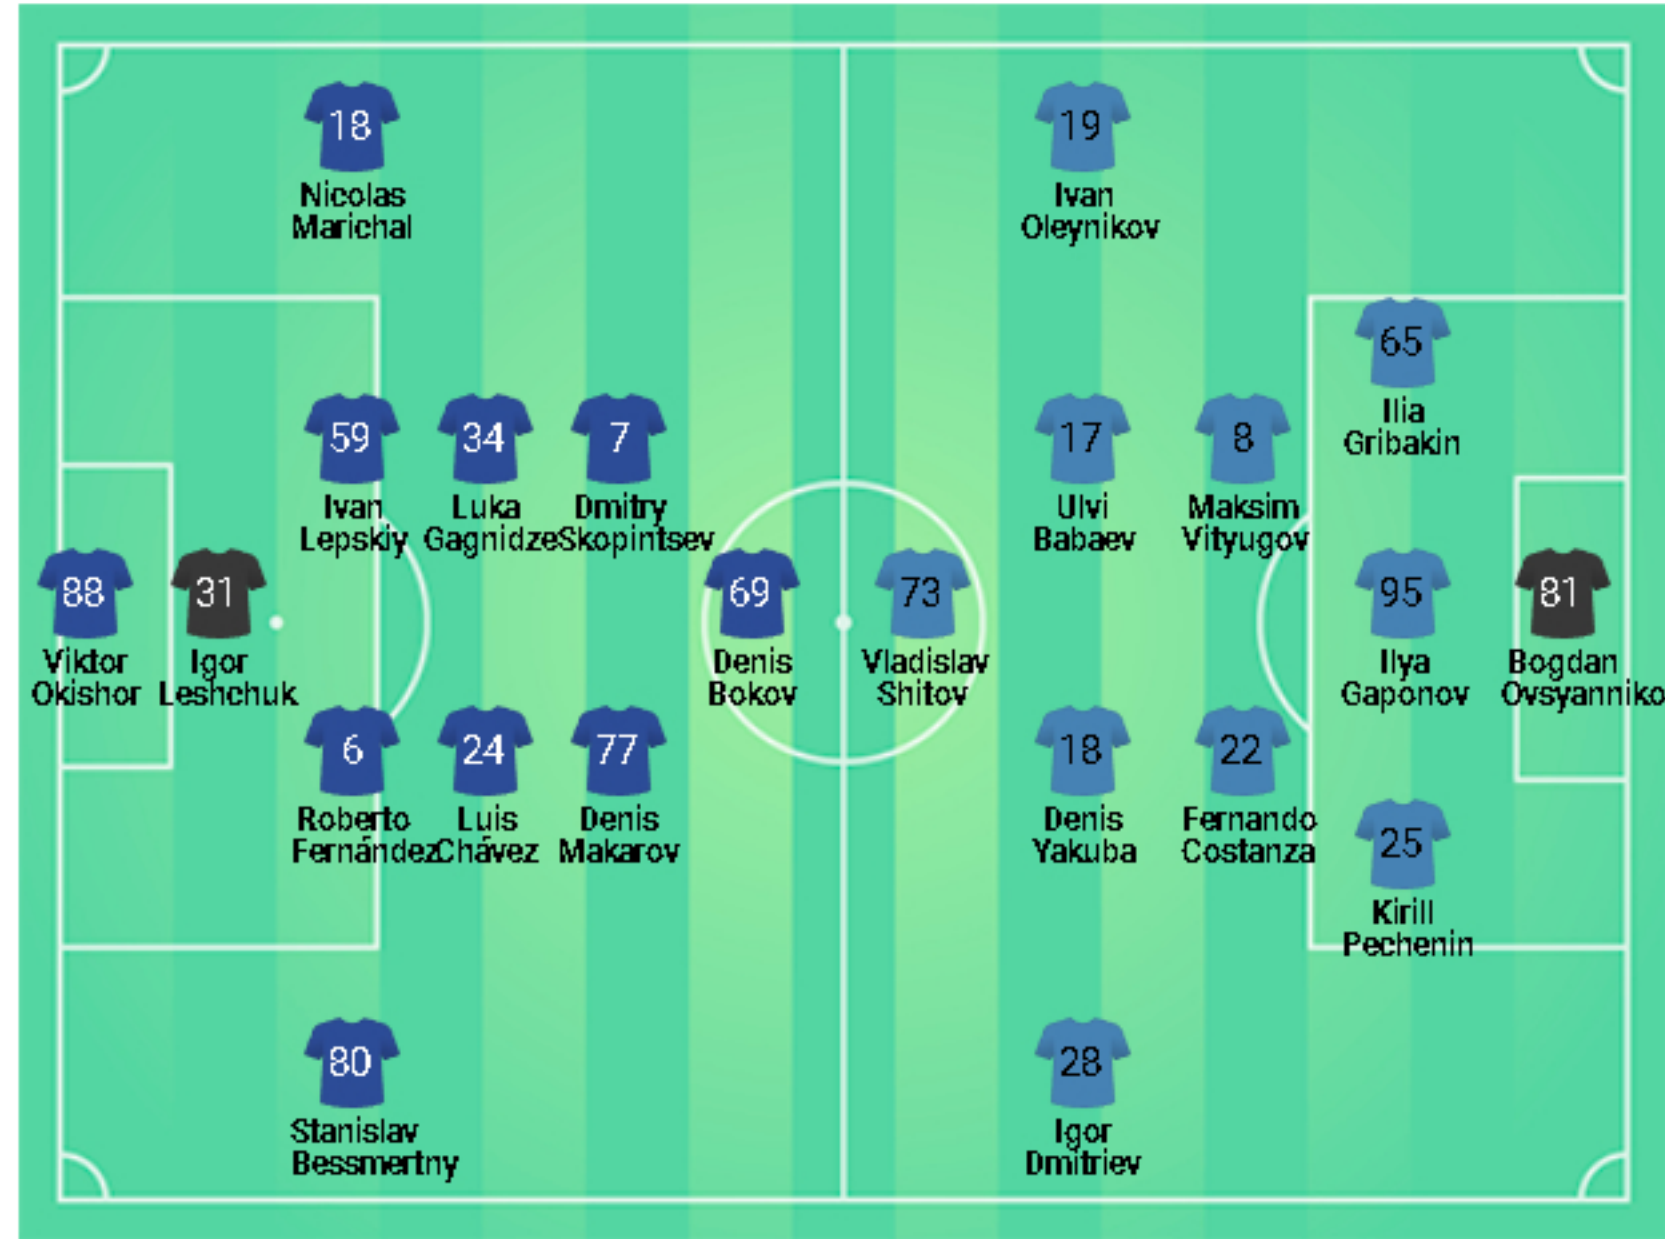 18
Nicolas
Marichal
19
Ivan
Oleynikov
65
Ilia
Gribakin
59
Ivan
Lepskiy
34
Luka
Gagnidze
7
Dmitry
Skopintsev
17
Ulvi
Babaev
8
Maksim
Vityugov
88
Viktor
Okishor
31
Igor
Leshchuk
69
Denis
Bokov
73
Vladislav
Shitov
95
Ilya
Gaponov
81
Bogdan
Ovsyanniko
6
Roberto
Fernández
24
Luis
Chávez
77
Denis
Makarov
18
Denis
Yakuba
22
Fernando
Costanza
25
Kirill
Pechenin
80
Stanislav
Bessmertny
28
Igor
Dmitriev